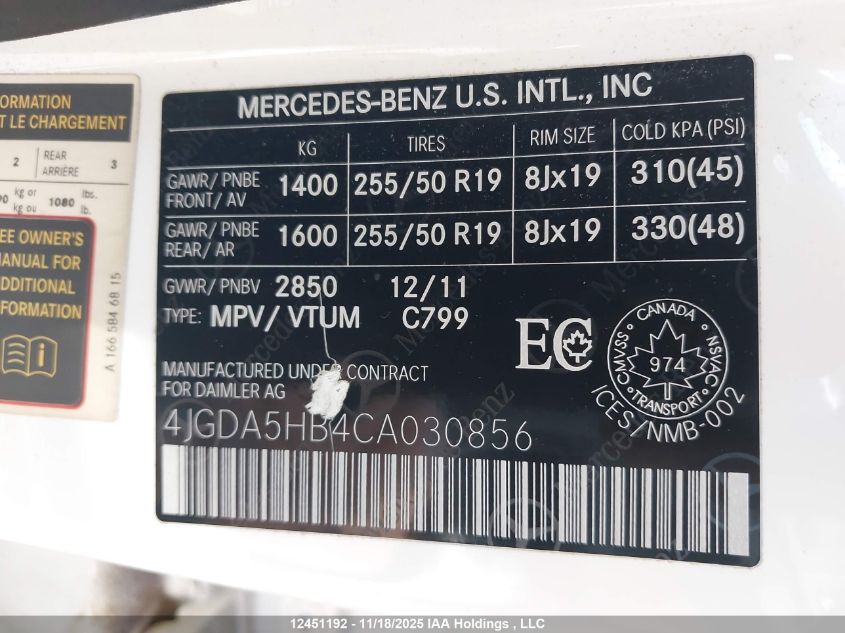 ORMATION
T LE CHARGEMENT
2 REAR ARRIÈRE 3
90 kg or kg ou 1080 lbs. lb.
EE OWNER'S
MANUAL FOR
ADDITIONAL
FORMATION
A 166 584 68 15
MERCEDES-BENZ U.S. INTL., INC
KG TIRES RIM SIZE COLD KPA (PSI)
GAWR/ PNBE FRONT/ AV 1400 255/50 R19 8Jx19 310(45)
GAWR/ PNBE REAR/ AR 1600 255/50 R19 8Jx19 330(48)
GVWR/ PNBV 2850 12/11
TYPE: MPV/ VTUM C799
MANUFACTURED UNDER CONTRACT
FOR DAIMLER AG
4JGDA5HB4CA030856
EC
CANADA
CMVSS 974 NSVAC
TRANSPORT
ICES/NMB-002
12451192 - 11/18/2025 IAA Holdings , LLC